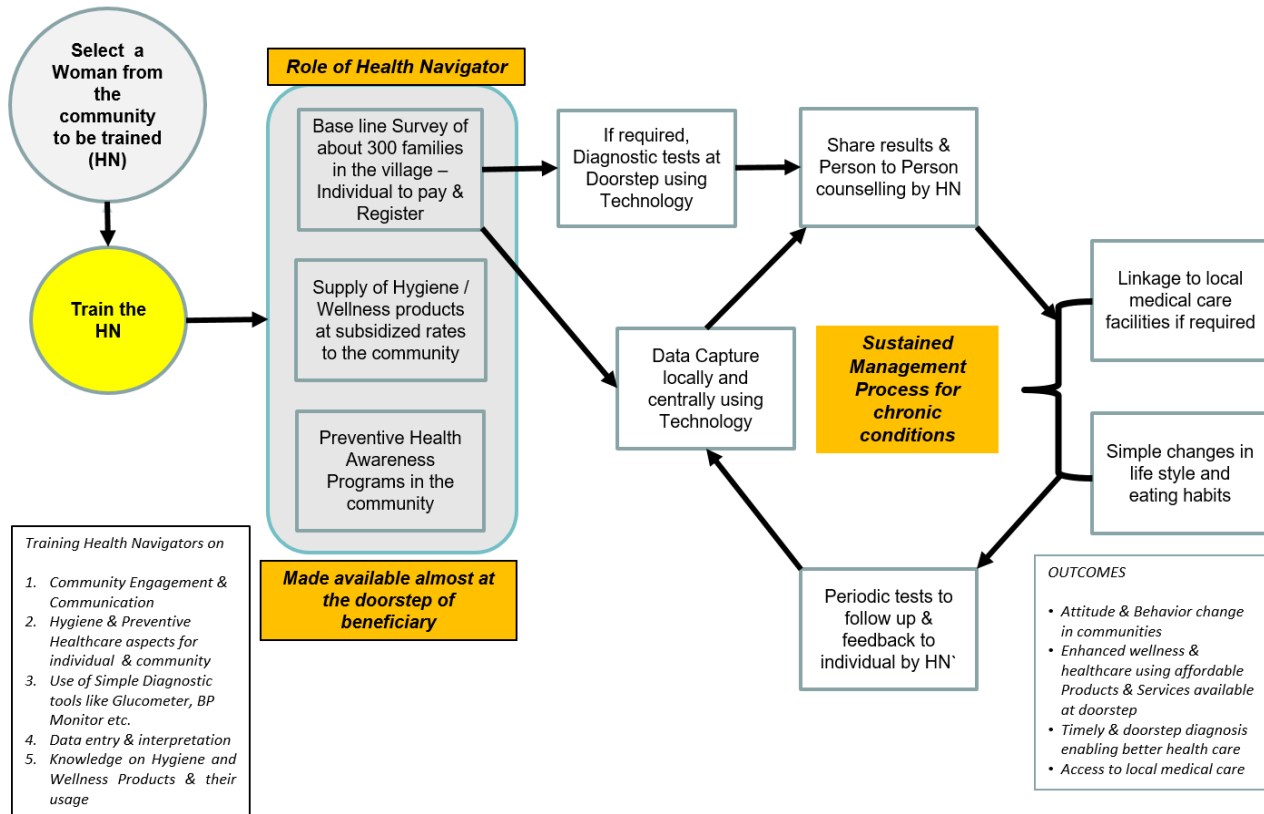 Select a
Woman from
the
community
to be trained
(HN)
Train the
HN
Role of Health Navigator
Base line Survey of
about 300 families
in the village –
Individual to pay &
Register
Supply of Hygiene /
Wellness products
at subsidized rates
to the community
Preventive Health
Awareness
Programs in the
community
Made available almost at
the doorstep of
beneficiary
If required,
Diagnostic tests at
Doorstep using
Technology
Share results &
Person to Person
counselling by HN
Data Capture
locally and
centrally using
Technology
Sustained
Management
Process for
chronic
conditions
Linkage to local
medical care
facilities if required
Simple changes in
life style and
eating habits
Periodic tests to
follow up &
feedback to
individual by HN`
Training Health Navigators on
1. Community Engagement &
Communication
2. Hygiene & Preventive
Healthcare aspects for
individual & community
3. Use of Simple Diagnostic
tools like Glucometer, BP
Monitor etc.
4. Data entry & interpretation
5. Knowledge on Hygiene and
Wellness Products & their
usage
OUTCOMES
• Attitude & Behavior change
in communities
• Enhanced wellness &
healthcare using affordable
Products & Services available
at doorstep
• Timely & doorstep diagnosis
enabling better health care
• Access to local medical care